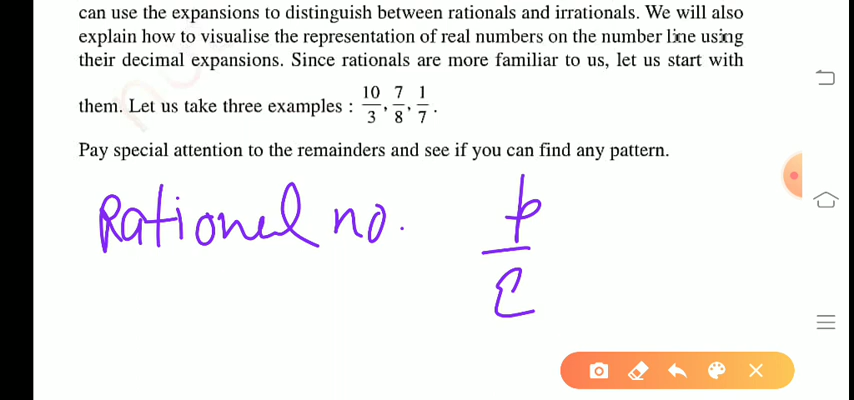 can use the expansions to distinguish between rationals and irrationals. We will also
explain how to visualise the representation of real numbers on the number line using
their decimal expansions. Since rationals are more familiar to us, let us start with
them. Let us take three examples : 10/3, 7/8, 1/7.
Pay special attention to the remainders and see if you can find any pattern.
Rational no. p